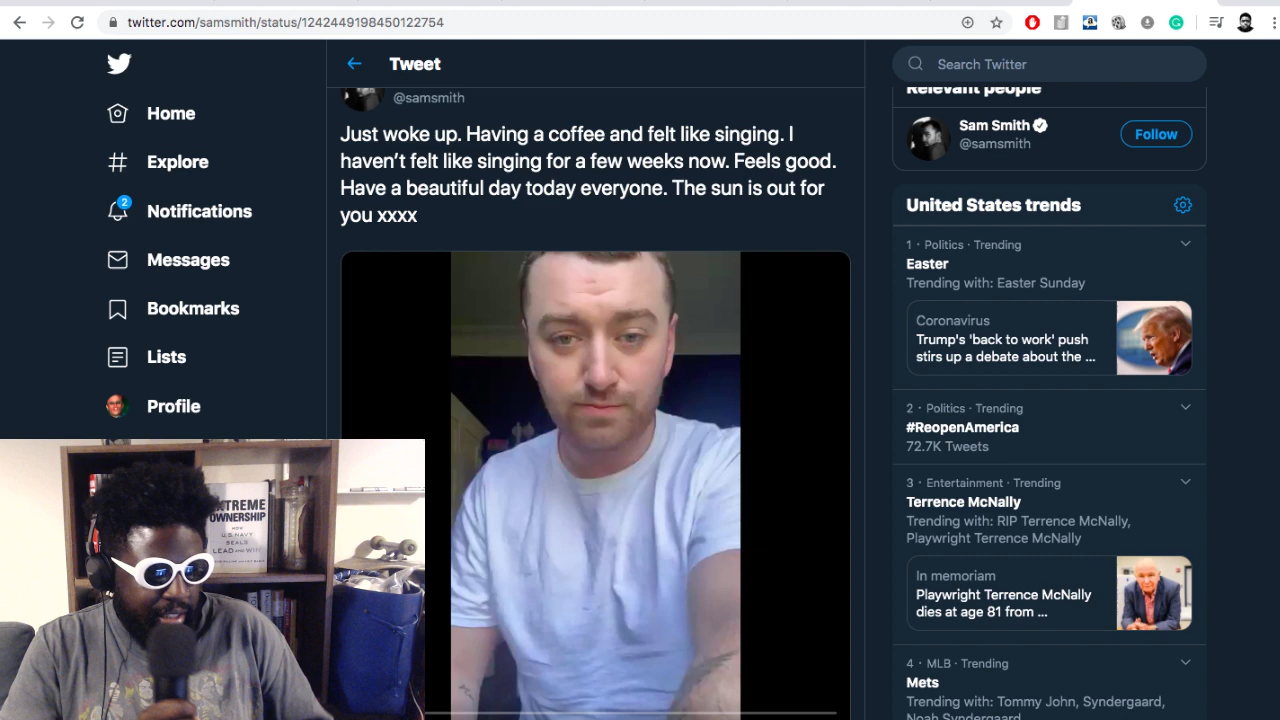 twitter.com/samsmith/status/1242449198450122754
Home
Explore
2
Notifications
Messages
Bookmarks
Lists
Profile
Tweet
@samsmith
Just woke up. Having a coffee and felt like singing. I
haven’t felt like singing for a few weeks now. Feels good.
Have a beautiful day today everyone. The sun is out for
you xxxx
Search Twitter
Relevant people
Sam Smith
@samsmith
Follow
United States trends
1 · Politics · Trending
Easter
Trending with: Easter Sunday
Coronavirus
Trump's 'back to work' push
stirs up a debate about the ...
2 · Politics · Trending
#ReopenAmerica
72.7K Tweets
3 · Entertainment · Trending
Terrence McNally
Trending with: RIP Terrence McNally,
Playwright Terrence McNally
In memoriam
Playwright Terrence McNally
dies at age 81 from ...
4 · MLB · Trending
Mets
Trending with: Tommy John, Syndergaard,
Noah Syndergaard
EXTREME
OWNERSHIP
HOW
U.S. NAVY
SEALS
LEAD AND WIN